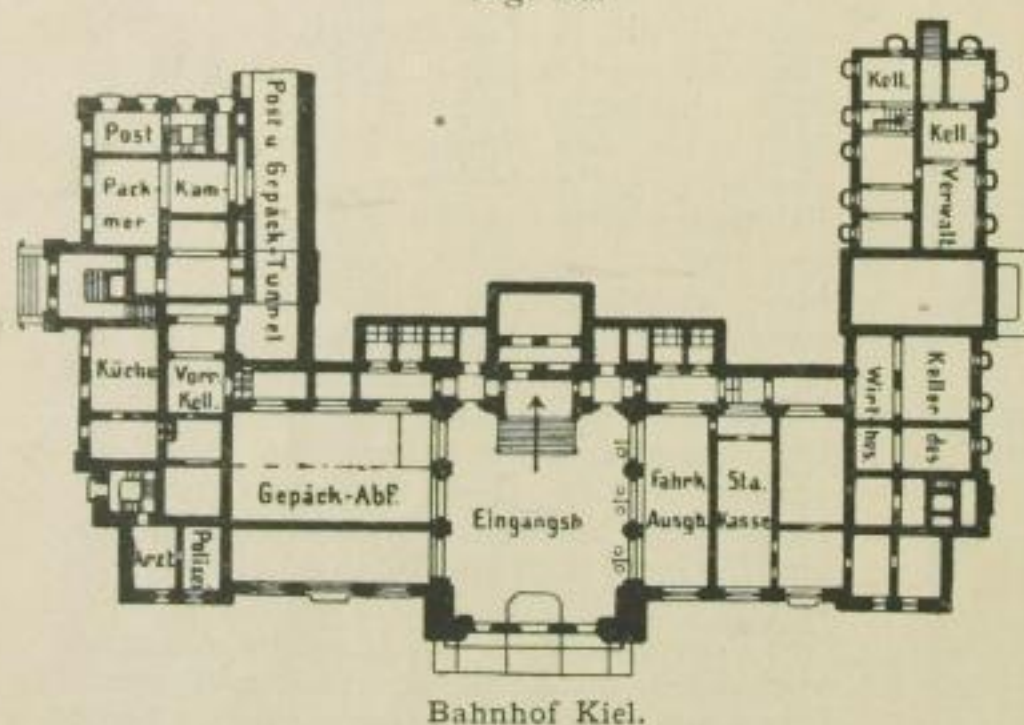 Post
Pack-
mer
Kam-
Post u Gepäck-Tunnel
Küche
Vorr.
Kell.
Gepäck-Abf.
Arzt
Polizei
Eingangsh
Fahrk
Ausgb.
Sta.
Kasse
Kell.
Kell.
Verwalt
Wirt-
hs.
Keller
des
Bahnhof Kiel.